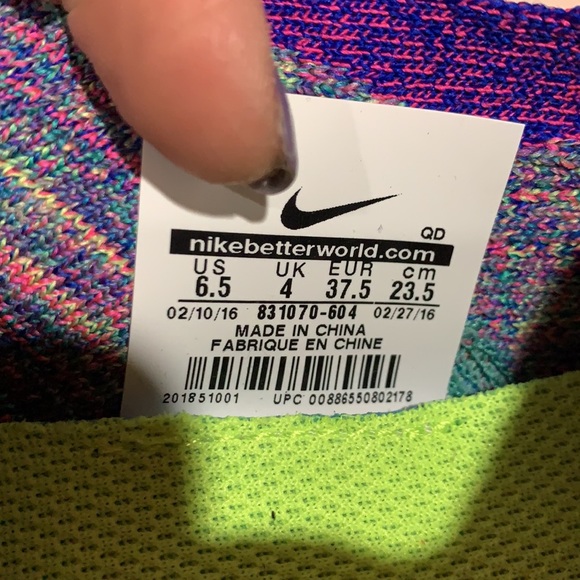 QD
nikebetterworld.com
US UK EUR cm
6.5 4 37.5 23.5
02/10/16 831070-604 02/27/16
MADE IN CHINA
FABRIQUE EN CHINE
201851001 UPC 00886550802178